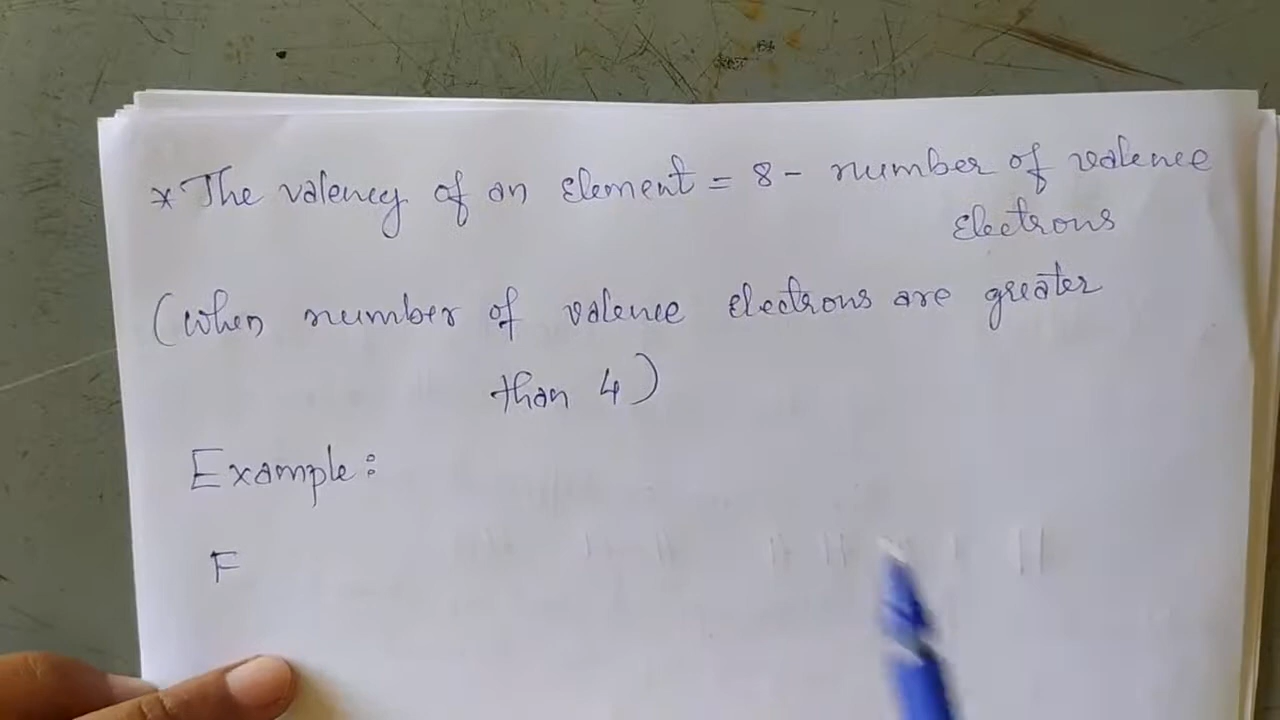 * The valency of an element = 8 - number of valence
electrons
(when number of valence electrons are greater
than 4)
Example:
F